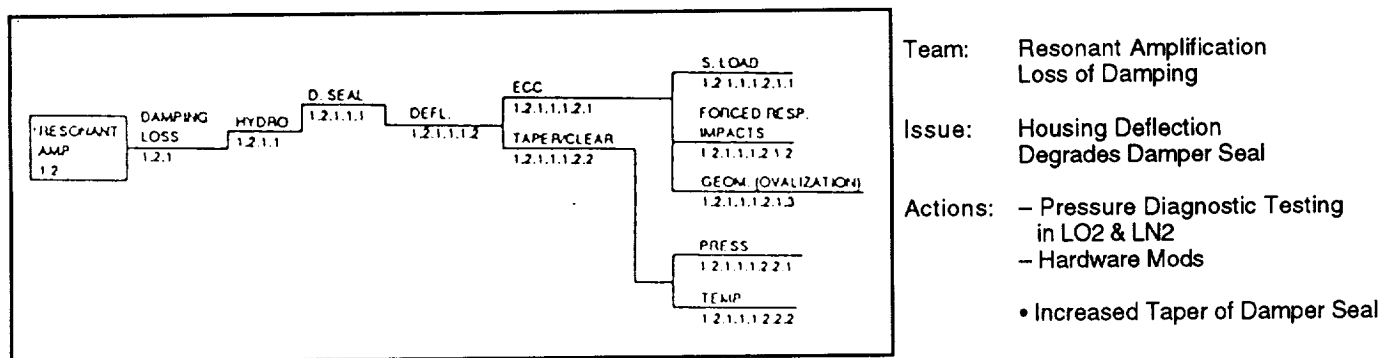 RESONANT
AMP
1.2
DAMPING
LOSS
1.2.1
HYDRO
1.2.1.1
D. SEAL
1.2.1.1.1
DEFL.
1.2.1.1.1.2
ECC
1.2.1.1.1.2.1
TAPER/CLEAR
1.2.1.1.1.2.2
S. LOAD
1.2.1.1.1.2.1.1
FORCED RESP.
IMPACTS
1.2.1.1.1.2.1.2
GEOM. (OVALIZATION)
1.2.1.1.1.2.1.3
PRESS
1.2.1.1.1.2.2.1
TEMP
1.2.1.1.1.2.2.2
Team: Resonant Amplification
Loss of Damping
Issue: Housing Deflection
Degrades Damper Seal
Actions: – Pressure Diagnostic Testing
in LO2 & LN2
– Hardware Mods
• Increased Taper of Damper Seal